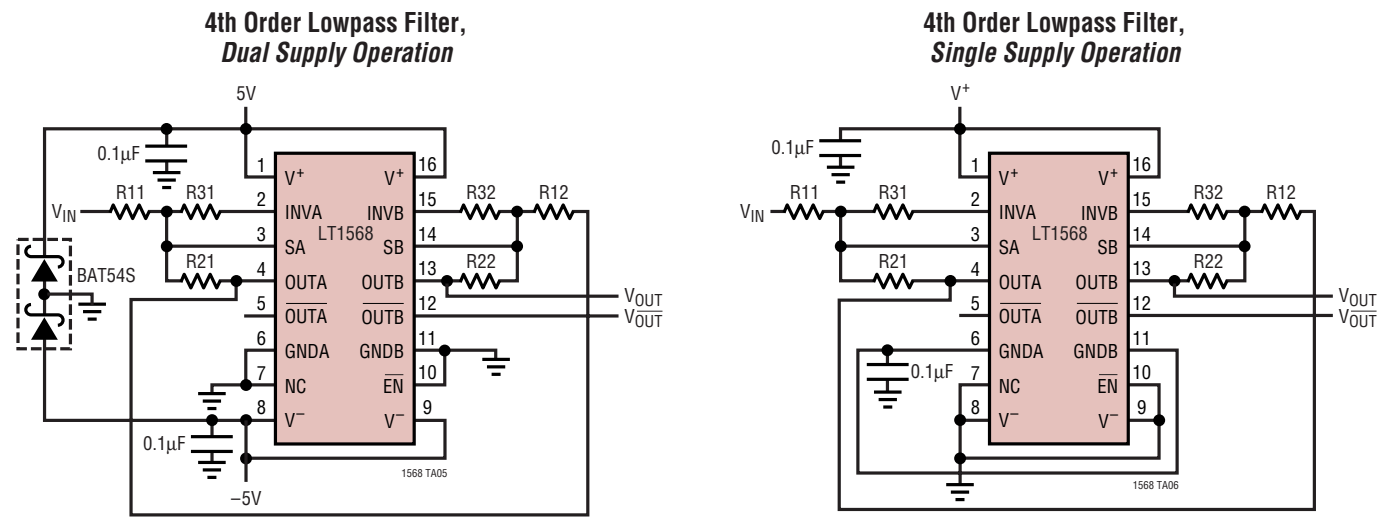 4th Order Lowpass Filter,
Dual Supply Operation
5V
0.1µF
1
V+
16
V+
VIN
R11
R31
2
INVA
15
INVB
R32
R12
LT1568
3
SA
14
SB
BAT54S
R21
4
OUTA
13
OUTB
R22
5
OUTA
12
OUTB
VOUT
VOUT
6
GNDA
11
GNDB
7
NC
10
EN
8
V–
9
V–
0.1µF
1568 TA05
–5V
4th Order Lowpass Filter,
Single Supply Operation
V+
0.1µF
1
V+
16
V+
VIN
R11
R31
2
INVA
15
INVB
R32
R12
LT1568
3
SA
14
SB
R21
4
OUTA
13
OUTB
R22
5
OUTA
12
OUTB
VOUT
VOUT
6
GNDA
11
GNDB
0.1µF
7
NC
10
EN
8
V–
9
V–
1568 TA06